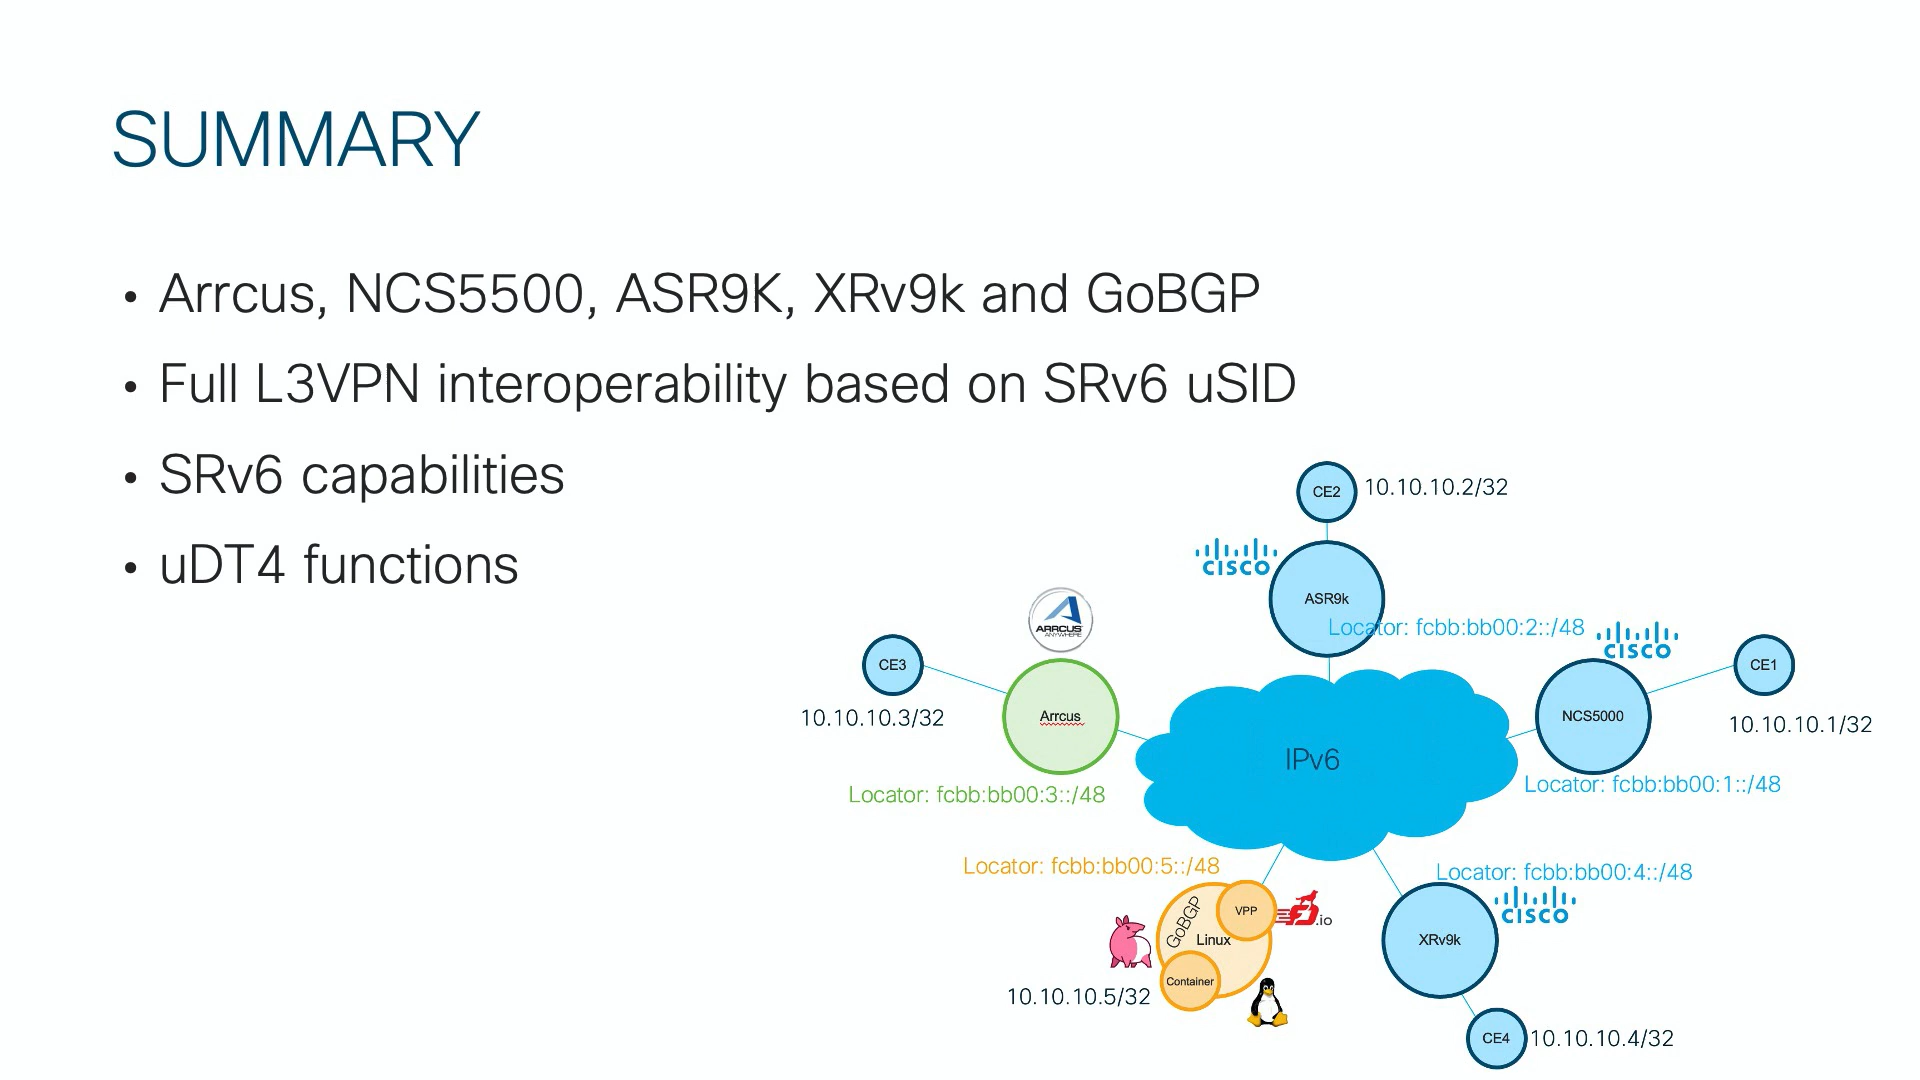 SUMMARY
• Arrcus, NCS5500, ASR9K, XRv9k and GoBGP
• Full L3VPN interoperability based on SRv6 uSID
• SRv6 capabilities
• uDT4 functions
CE2
10.10.10.2/32
CISCO
ASR9k
Locator: fcbb:bb00:2::/48
ARRCUS
ANYWHERE
CISCO
CE3
CE1
Arrcus
NCS5000
10.10.10.3/32
10.10.10.1/32
IPv6
Locator: fcbb:bb00:3::/48
Locator: fcbb:bb00:1::/48
Locator: fcbb:bb00:5::/48
Locator: fcbb:bb00:4::/48
GoBGP
VPP
FD.io
CISCO
Linux
XRv9k
Container
10.10.10.5/32
CE4
10.10.10.4/32